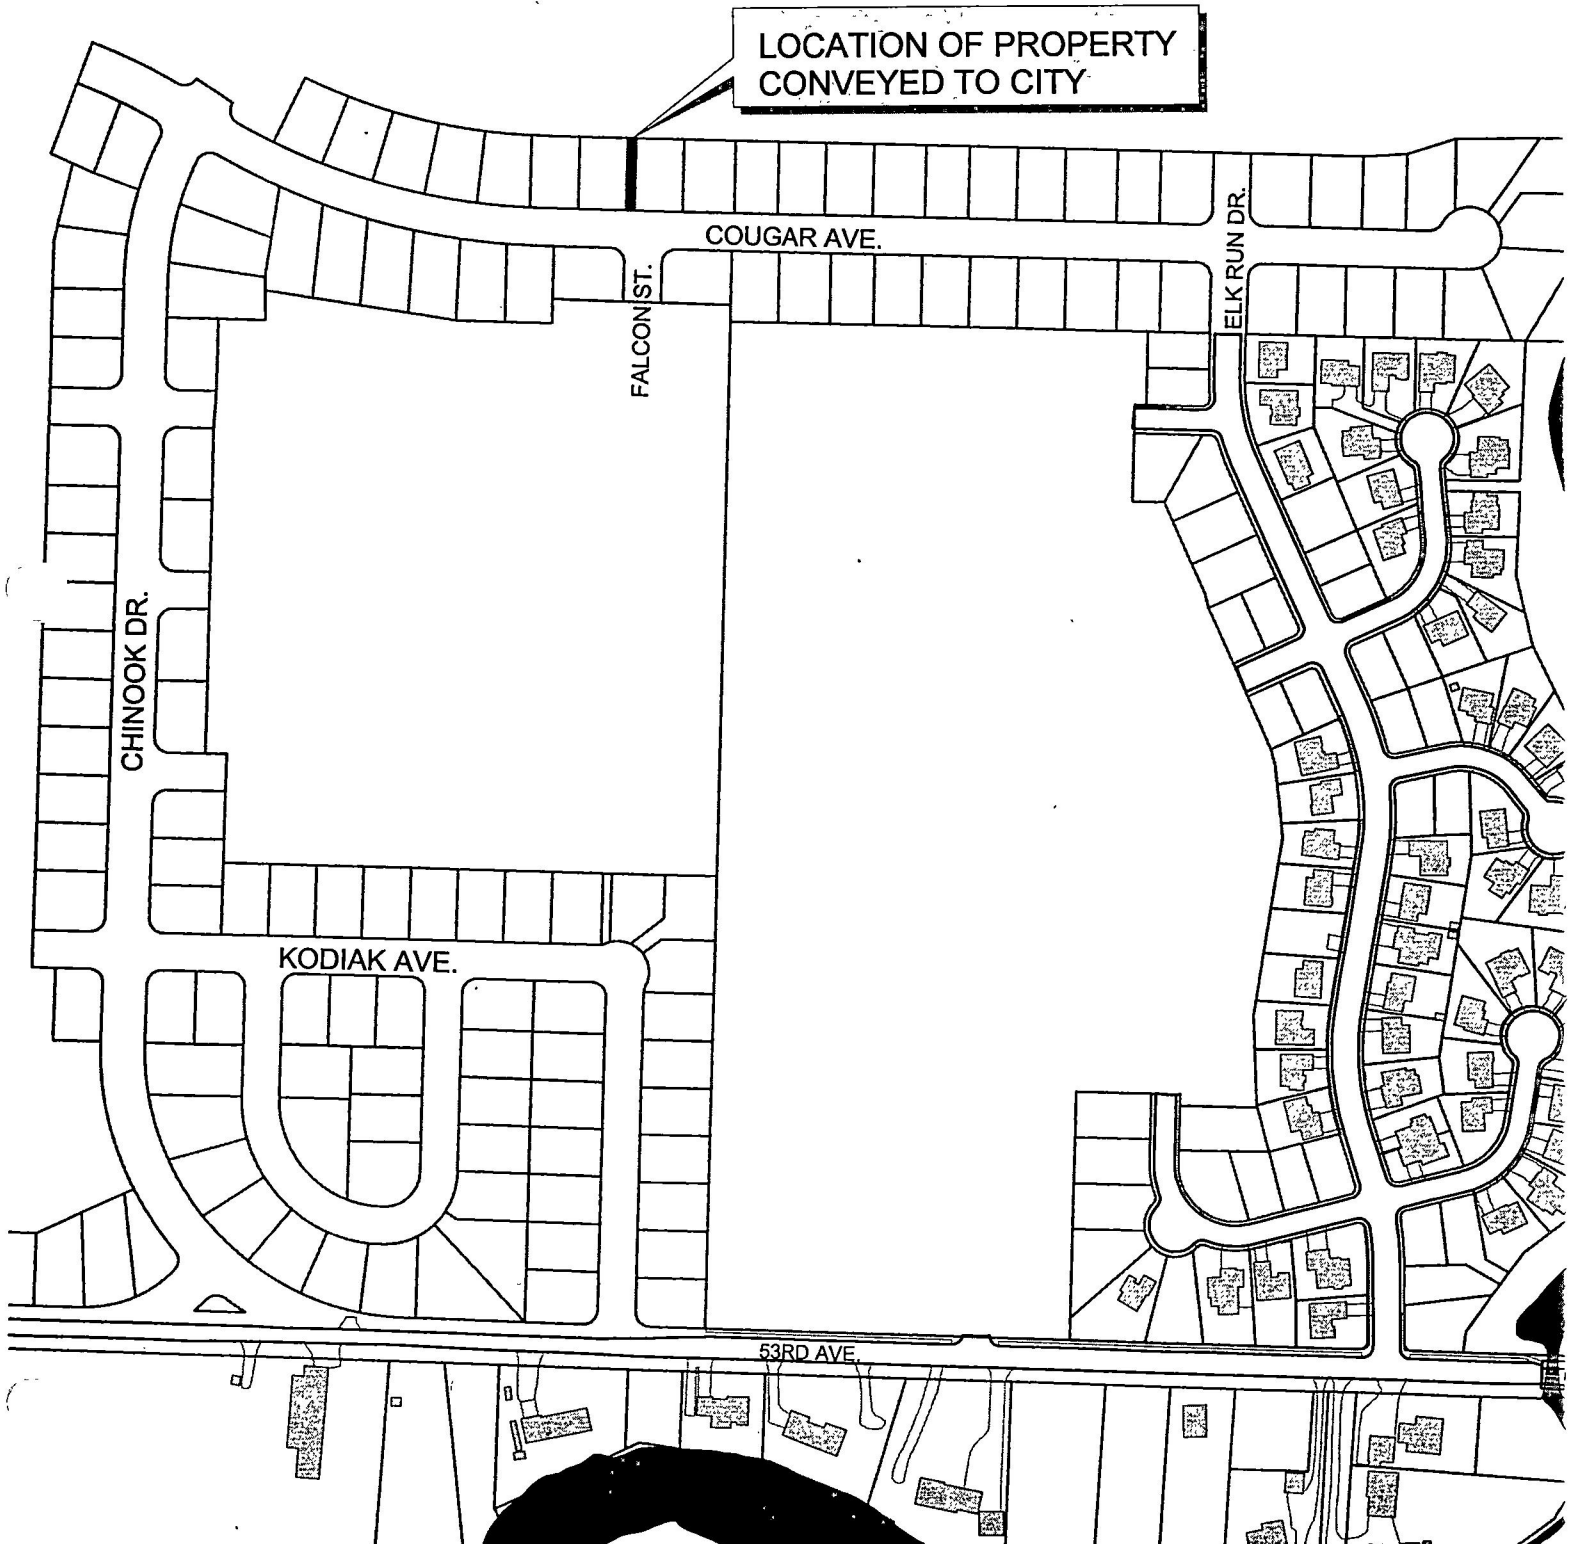 LOCATION OF PROPERTY
CONVEYED TO CITY
COUGAR AVE.
ELK RUN DR.
FALCON ST.
CHINOOK DR.
KODIAK AVE.
53RD AVE.